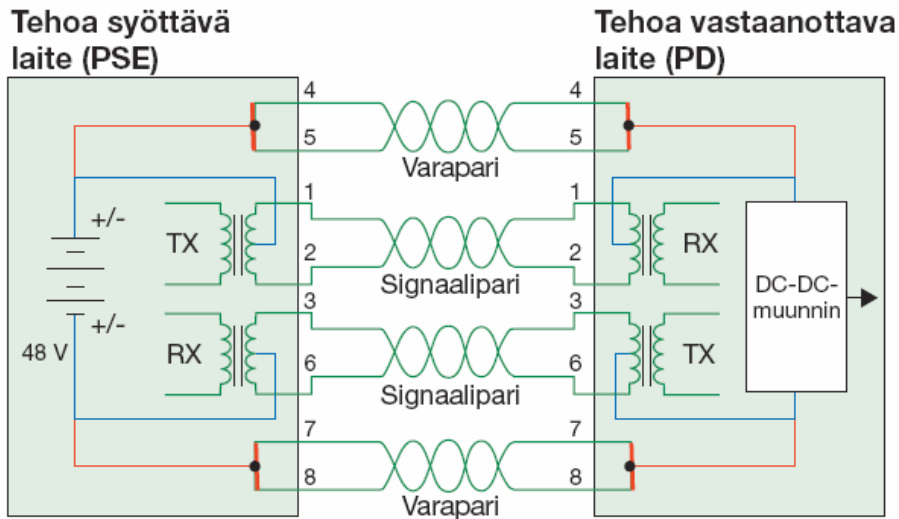 Tehoa syöttävä
laite (PSE)
Tehoa vastaanottava
laite (PD)
4
5
4
5
Varapari
1
2
1
2
+/-
TX
RX
Signaalipari
DC-DC-
muunnin
3
6
3
6
+/-
48 V
RX
TX
Signaalipari
7
8
7
8
Varapari